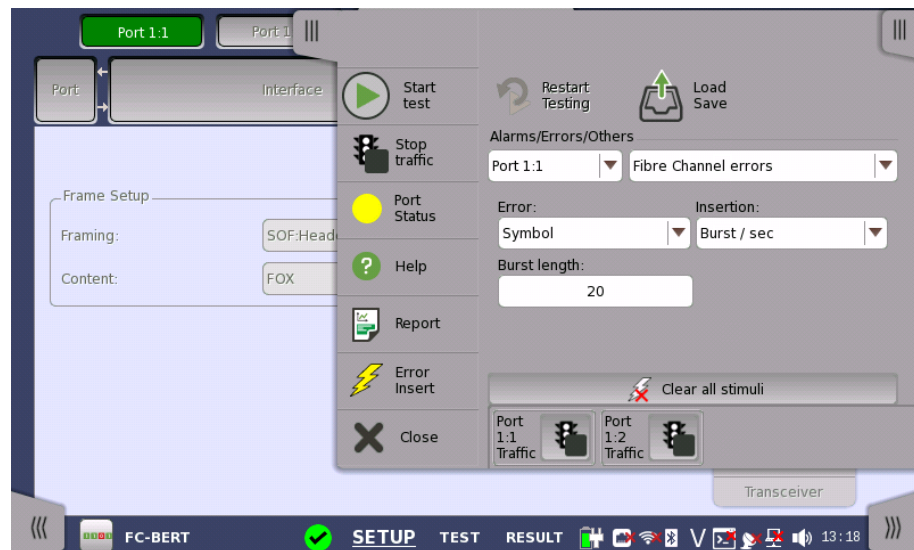 Port 1:1
Port 1
Port
Interface
Start
test
Restart
Testing
Load
Save
Stop
traffic
Alarms/Errors/Others
Port 1:1
Fibre Channel errors
Frame Setup
Port
Status
Error:
Insertion:
Framing:
SOF:Head
Symbol
Burst / sec
Help
Burst length:
Content:
FOX
20
Report
Error
Insert
Clear all stimuli
Close
Port
1:1
Traffic
Port
1:2
Traffic
Transceiver
FC-BERT
SETUP
TEST
RESULT
13:18